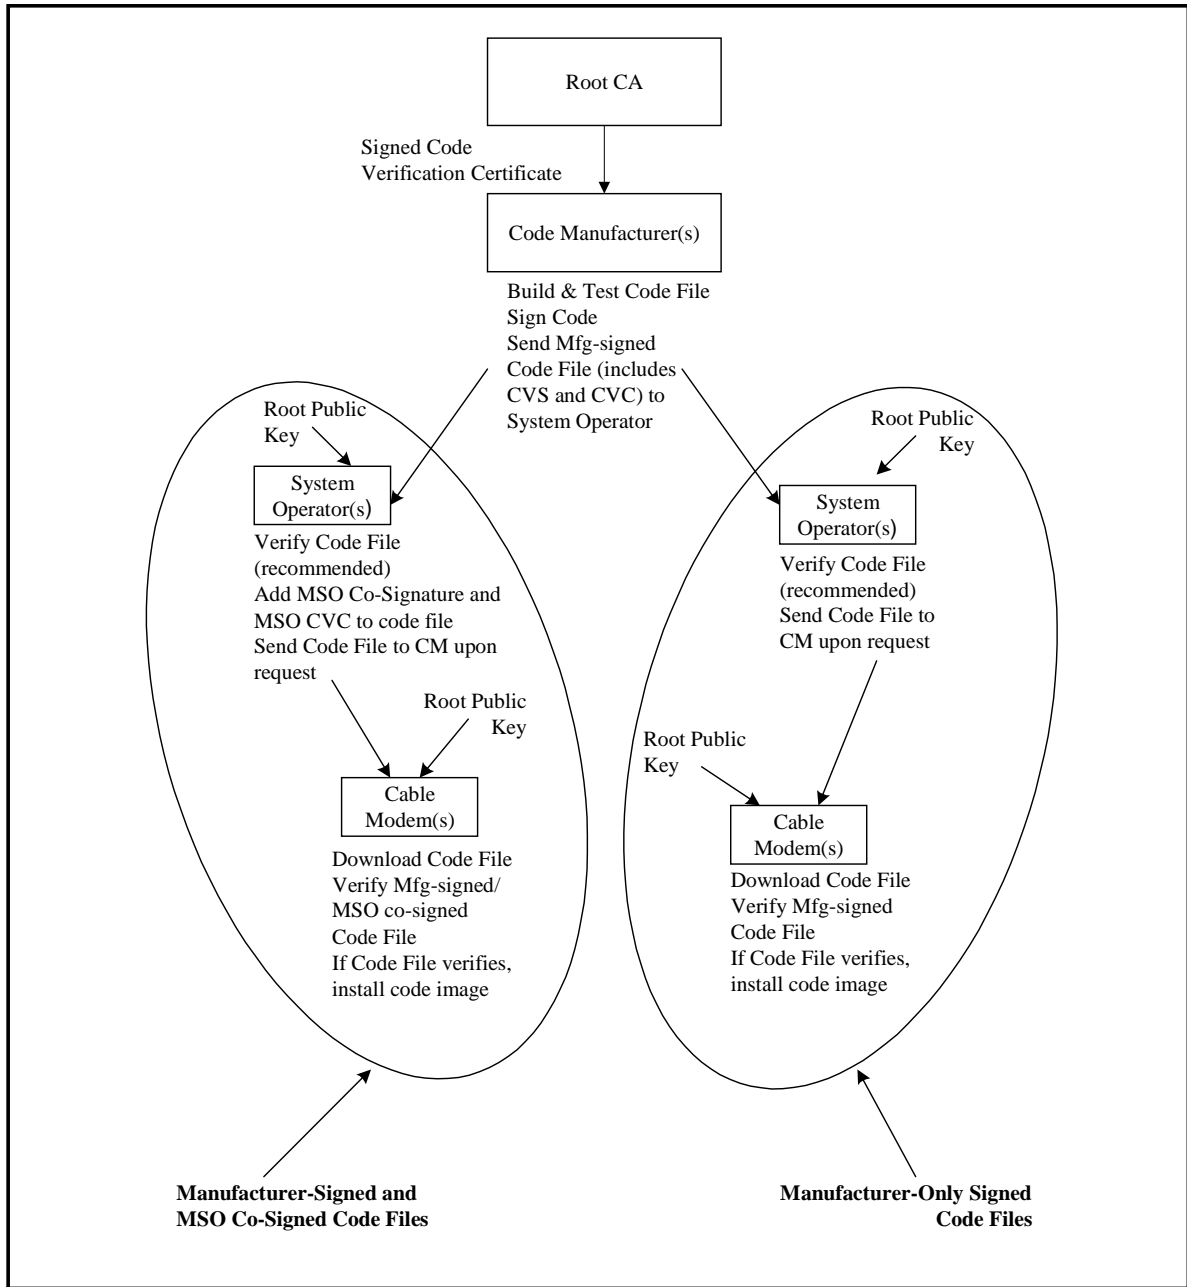 Root CA
Signed Code
Verification Certificate
Code Manufacturer(s)
Build & Test Code File
Sign Code
Send Mfg-signed
Code File (includes
CVS and CVC) to
System Operator
Root Public
Key
System
Operator(s)
Verify Code File
(recommended)
Add MSO Co-Signature and
MSO CVC to code file
Send Code File to CM upon
request
Root Public
Key
Cable
Modem(s)
Download Code File
Verify Mfg-signed/
MSO co-signed
Code File
If Code File verifies,
install code image
Manufacturer-Signed and
MSO Co-Signed Code Files
Root Public
Key
System
Operator(s)
Verify Code File
(recommended)
Send Code File to
CM upon request
Root Public
Key
Cable
Modem(s)
Download Code File
Verify Mfg-signed
Code File
If Code File verifies,
install code image
Manufacturer-Only Signed
Code Files